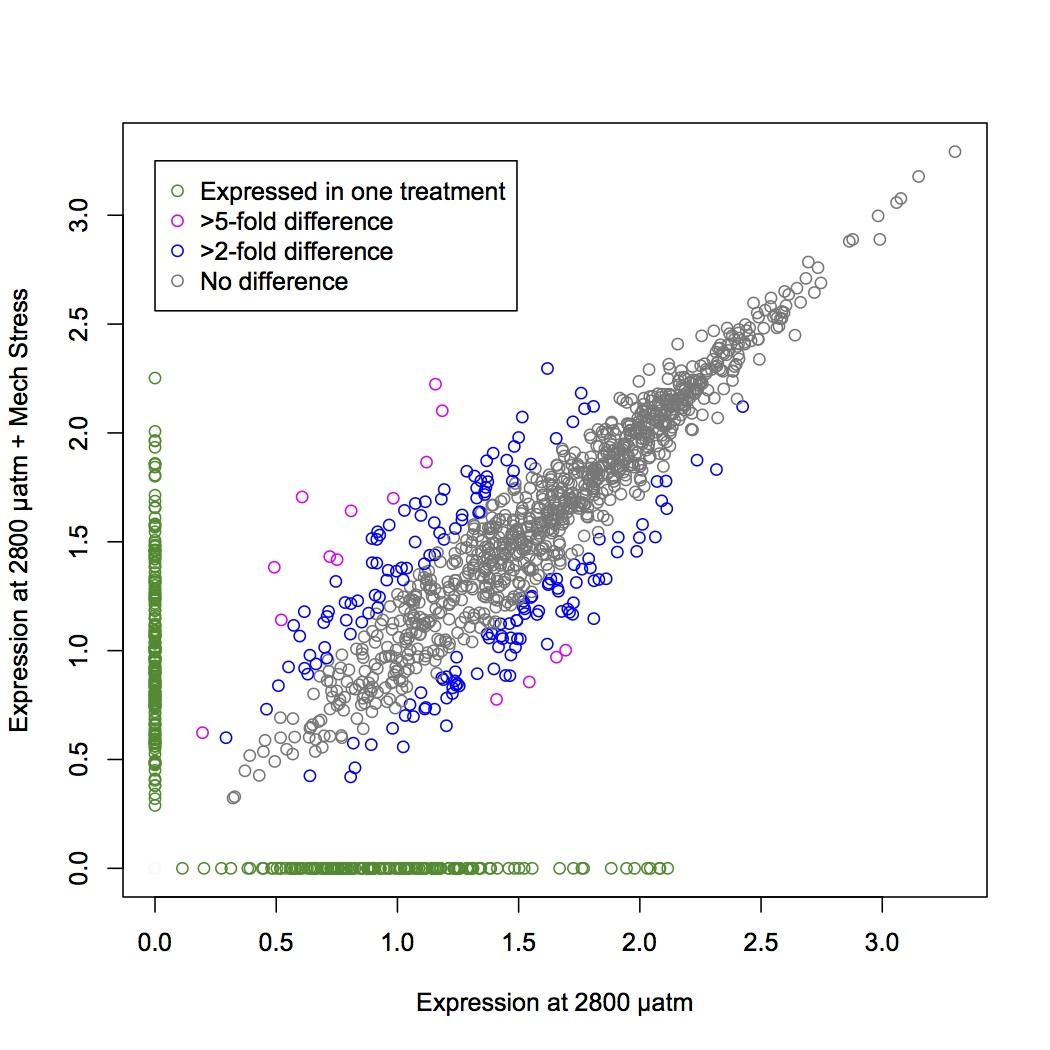 Expressed in one treatment
>5-fold difference
>2-fold difference
No difference
Expression at 2800 µatm + Mech Stress
3.0
2.5
2.0
1.5
1.0
0.5
0.0
0.0 0.5 1.0 1.5 2.0 2.5 3.0
Expression at 2800 µatm